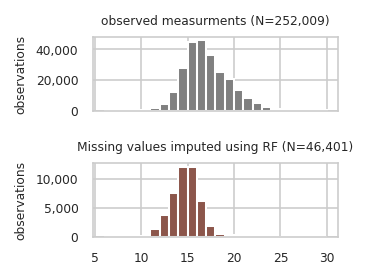 observed measurments (N=252,009)
40,000
20,000
0
observations
Missing values imputed using RF (N=46,401)
10,000
5,000
0
observations
5 10 15 20 25 30